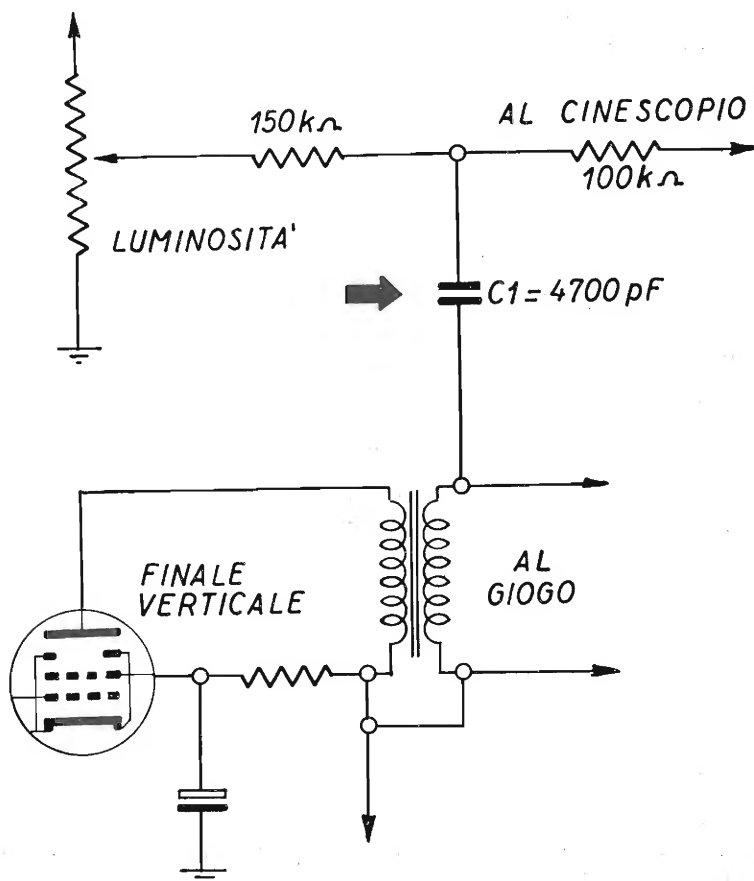 150kΩ
AL CINESCOPIO
100kΩ
LUMINOSITA'
C1 = 4700 pF
FINALE
VERTICALE
AL
GIOGO